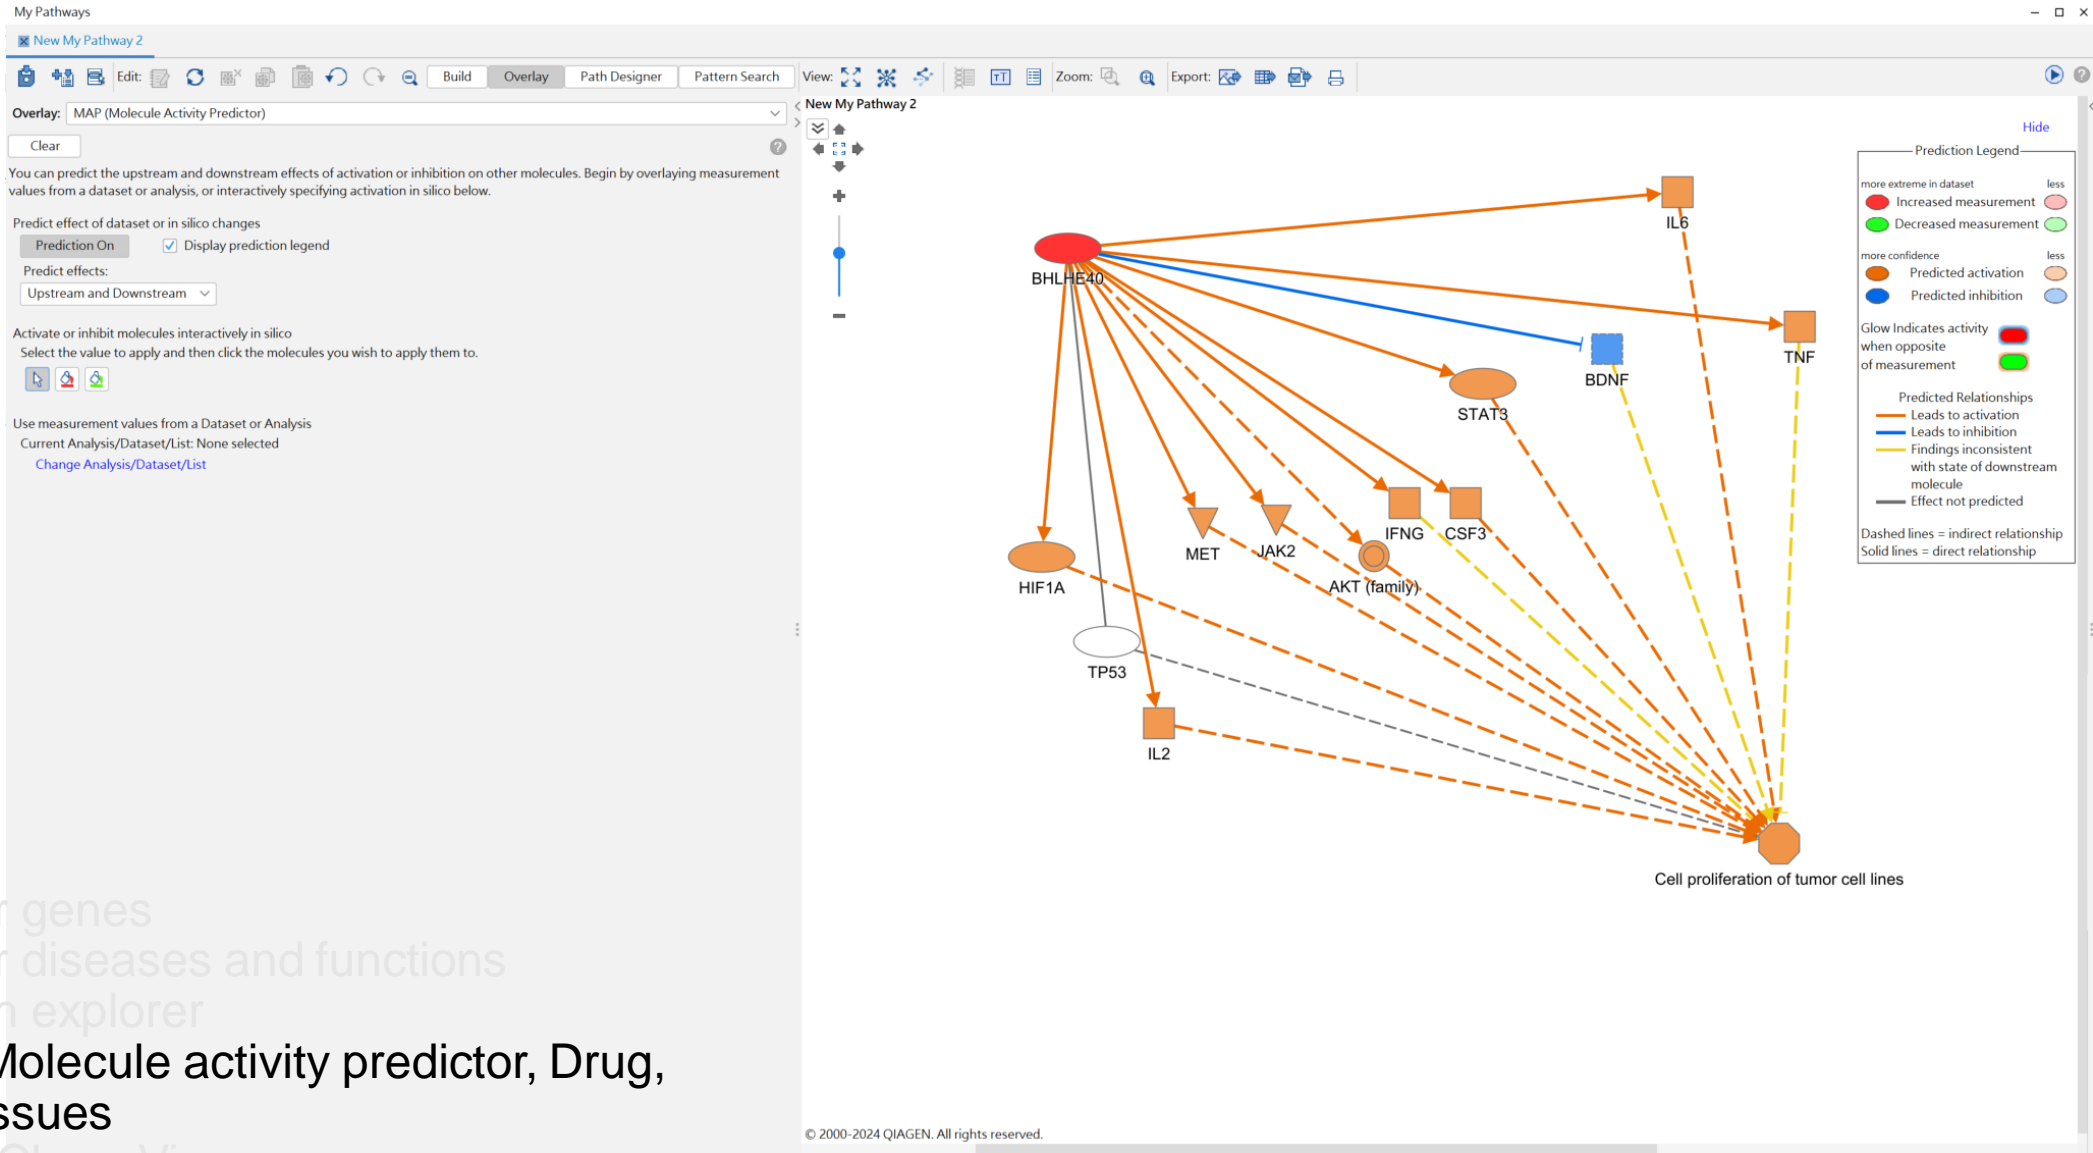 My Pathways
New My Pathway 2
Edit:
Build
Overlay
Path Designer
Pattern Search
View:
Zoom:
Export:
Overlay: MAP (Molecule Activity Predictor)
Clear
You can predict the upstream and downstream effects of activation or inhibition on other molecules. Begin by overlaying measurement
values from a dataset or analysis, or interactively specifying activation in silico below.
Predict effect of dataset or in silico changes
Prediction On
Display prediction legend
Predict effects:
Upstream and Downstream
Activate or inhibit molecules interactively in silico
Select the value to apply and then click the molecules you wish to apply them to.
Use measurement values from a Dataset or Analysis
Current Analysis/Dataset/List: None selected
Change Analysis/Dataset/List
genes
diseases and functions
explorer
Molecule activity predictor, Drug,
ssues
New My Pathway 2
Hide
BHLHE40
IL6
TNF
BDNF
STAT3
IFNG
CSF3
MET
JAK2
AKT (family)
HIF1A
TP53
IL2
Cell proliferation of tumor cell lines
Prediction Legend
more extreme in dataset less
Increased measurement
Decreased measurement
more confidence less
Predicted activation
Predicted inhibition
Glow Indicates activity
when opposite
of measurement
Predicted Relationships
Leads to activation
Leads to inhibition
Findings inconsistent
with state of downstream
molecule
Effect not predicted
Dashed lines = indirect relationship
Solid lines = direct relationship
© 2000-2024 QIAGEN. All rights reserved.